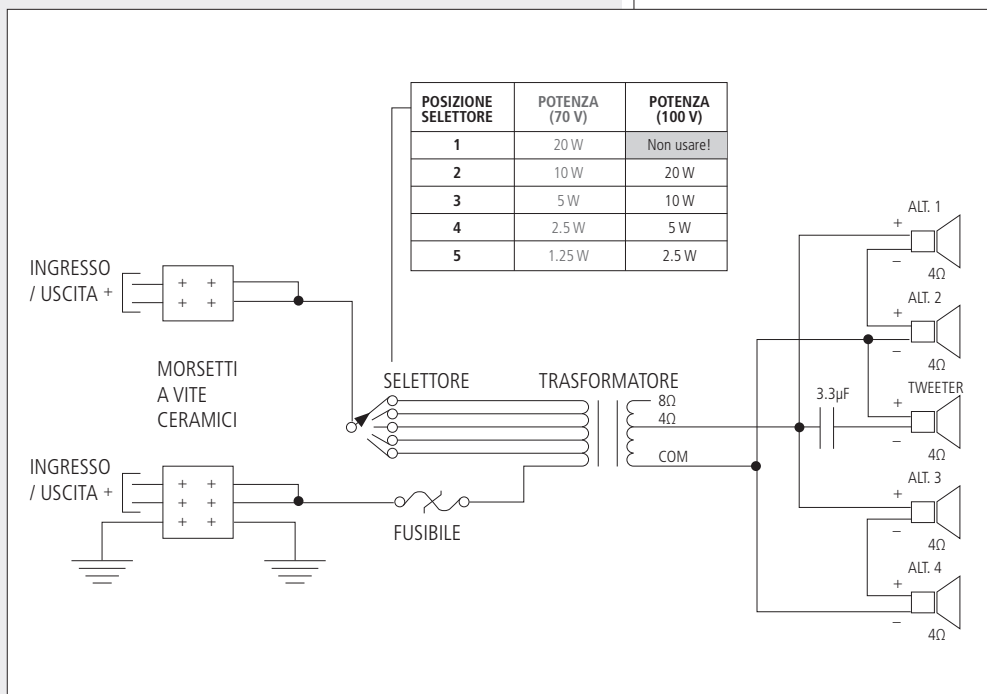 POSIZIONE SELETTORE POTENZA (70 V) POTENZA (100 V)
1 20 W Non usare!
2 10 W 20 W
3 5 W 10 W
4 2.5 W 5 W
5 1.25 W 2.5 W
INGRESSO
/ USCITA +
MORSETTI
A VITE
CERAMICI
INGRESSO
/ USCITA +
SELETTORE
FUSIBILE
TRASFORMATORE
8Ω
4Ω
COM
3.3µF
ALT. 1
+
–
4Ω
ALT. 2
+
–
4Ω
TWEETER
+
–
4Ω
ALT. 3
+
–
4Ω
ALT. 4
+
–
4Ω